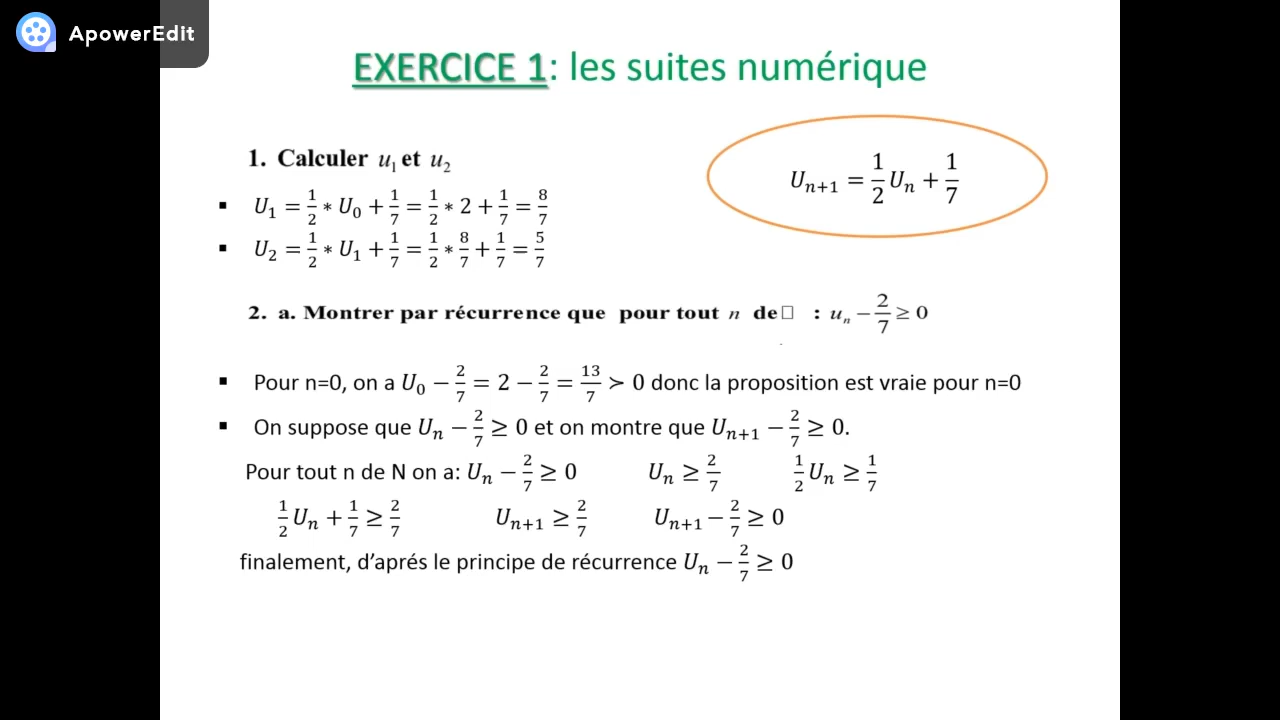 ApowerEdit
EXERCICE 1: les suites numérique
1. Calculer u₁ et u₂
U_{n+1} = 1/2 U_n + 1/7
▪ U₁ = 1/2 * U₀ + 1/7 = 1/2 * 2 + 1/7 = 8/7
▪ U₂ = 1/2 * U₁ + 1/7 = 1/2 * 8/7 + 1/7 = 5/7
2. a. Montrer par récurrence que pour tout n de□ : u_n − 2/7 ≥ 0
▪ Pour n=0, on a U₀ − 2/7 = 2 − 2/7 = 13/7 ≻ 0 donc la proposition est vraie pour n=0
▪ On suppose que U_n − 2/7 ≥ 0 et on montre que U_{n+1} − 2/7 ≥ 0.
Pour tout n de N on a: U_n − 2/7 ≥ 0 U_n ≥ 2/7 1/2 U_n ≥ 1/7
1/2 U_n + 1/7 ≥ 2/7 U_{n+1} ≥ 2/7 U_{n+1} − 2/7 ≥ 0
finalement, d'aprés le principe de récurrence U_n − 2/7 ≥ 0